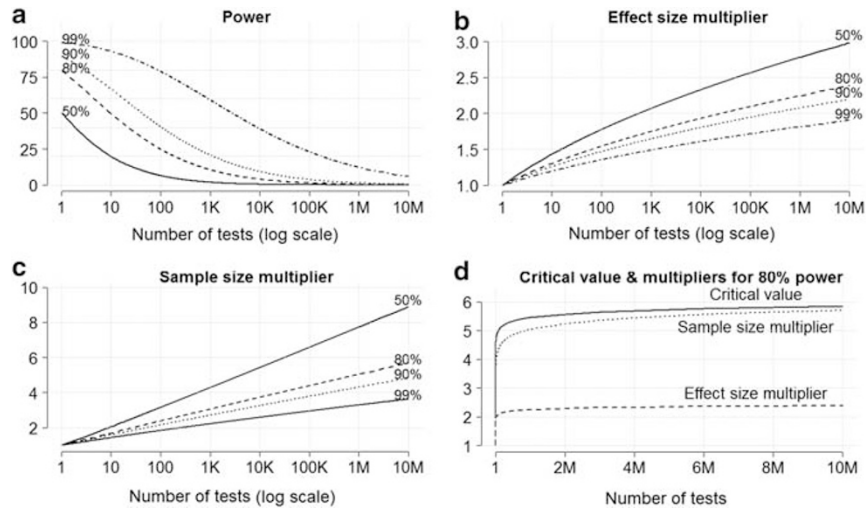 a
Power
100
75
50
25
0
99%
90%
80%
50%
1 10 100 1K 10K 100K 1M 10M
Number of tests (log scale)
b
Effect size multiplier
3.0
2.5
2.0
1.5
1.0
50%
80%
90%
99%
1 10 100 1K 10K 100K 1M 10M
Number of tests (log scale)
c
Sample size multiplier
10
8
6
4
2
50%
80%
90%
99%
1 10 100 1K 10K 100K 1M 10M
Number of tests (log scale)
d
Critical value & multipliers for 80% power
6
5
4
3
2
1
Critical value
Sample size multiplier
Effect size multiplier
1 2M 4M 6M 8M 10M
Number of tests